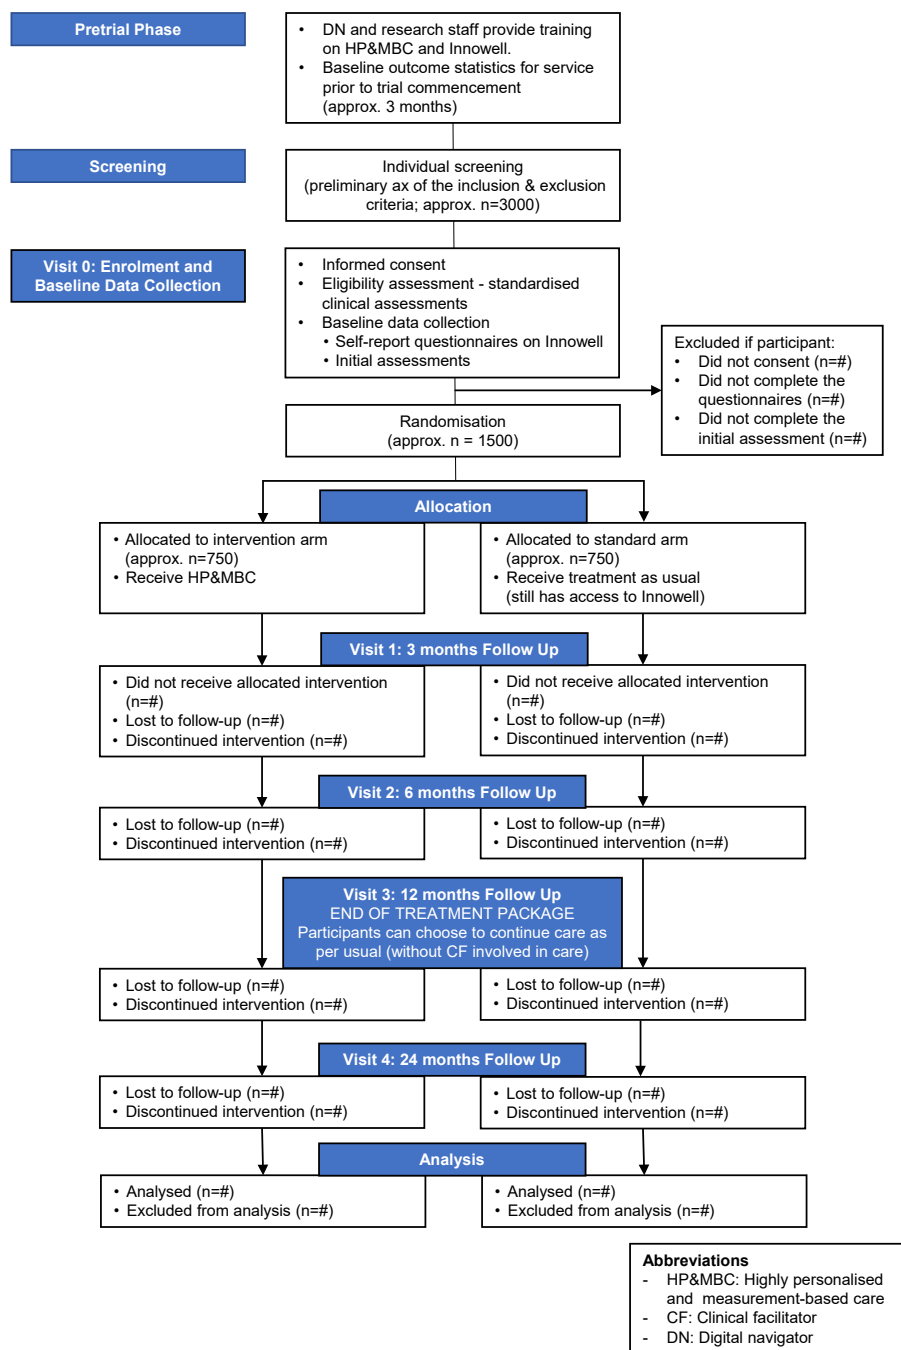 Pretrial Phase
• DN and research staff provide training
on HP&MBC and Innowell.
• Baseline outcome statistics for service
prior to trial commencement
(approx. 3 months)
Screening
Individual screening
(preliminary ax of the inclusion & exclusion
criteria; approx. n=3000)
Visit 0: Enrolment and
Baseline Data Collection
• Informed consent
• Eligibility assessment - standardised
clinical assessments
• Baseline data collection
• Self-report questionnaires on Innowell
• Initial assessments
Excluded if participant:
• Did not consent (n=#)
• Did not complete the
questionnaires (n=#)
• Did not complete the
initial assessment (n=#)
Randomisation
(approx. n = 1500)
Allocation
• Allocated to intervention arm
(approx. n=750)
• Receive HP&MBC
• Allocated to standard arm
(approx. n=750)
• Receive treatment as usual
(still has access to Innowell)
Visit 1: 3 months Follow Up
• Did not receive allocated intervention
(n=#)
• Lost to follow-up (n=#)
• Discontinued intervention (n=#)
• Did not receive allocated intervention
(n=#)
• Lost to follow-up (n=#)
• Discontinued intervention (n=#)
Visit 2: 6 months Follow Up
• Lost to follow-up (n=#)
• Discontinued intervention (n=#)
• Lost to follow-up (n=#)
• Discontinued intervention (n=#)
Visit 3: 12 months Follow Up
END OF TREATMENT PACKAGE
Participants can choose to continue care as
per usual (without CF involved in care)
• Lost to follow-up (n=#)
• Discontinued intervention (n=#)
• Lost to follow-up (n=#)
• Discontinued intervention (n=#)
Visit 4: 24 months Follow Up
• Lost to follow-up (n=#)
• Discontinued intervention (n=#)
• Lost to follow-up (n=#)
• Discontinued intervention (n=#)
Analysis
• Analysed (n=#)
• Excluded from analysis (n=#)
• Analysed (n=#)
• Excluded from analysis (n=#)
Abbreviations
- HP&MBC: Highly personalised
and measurement-based care
- CF: Clinical facilitator
- DN: Digital navigator